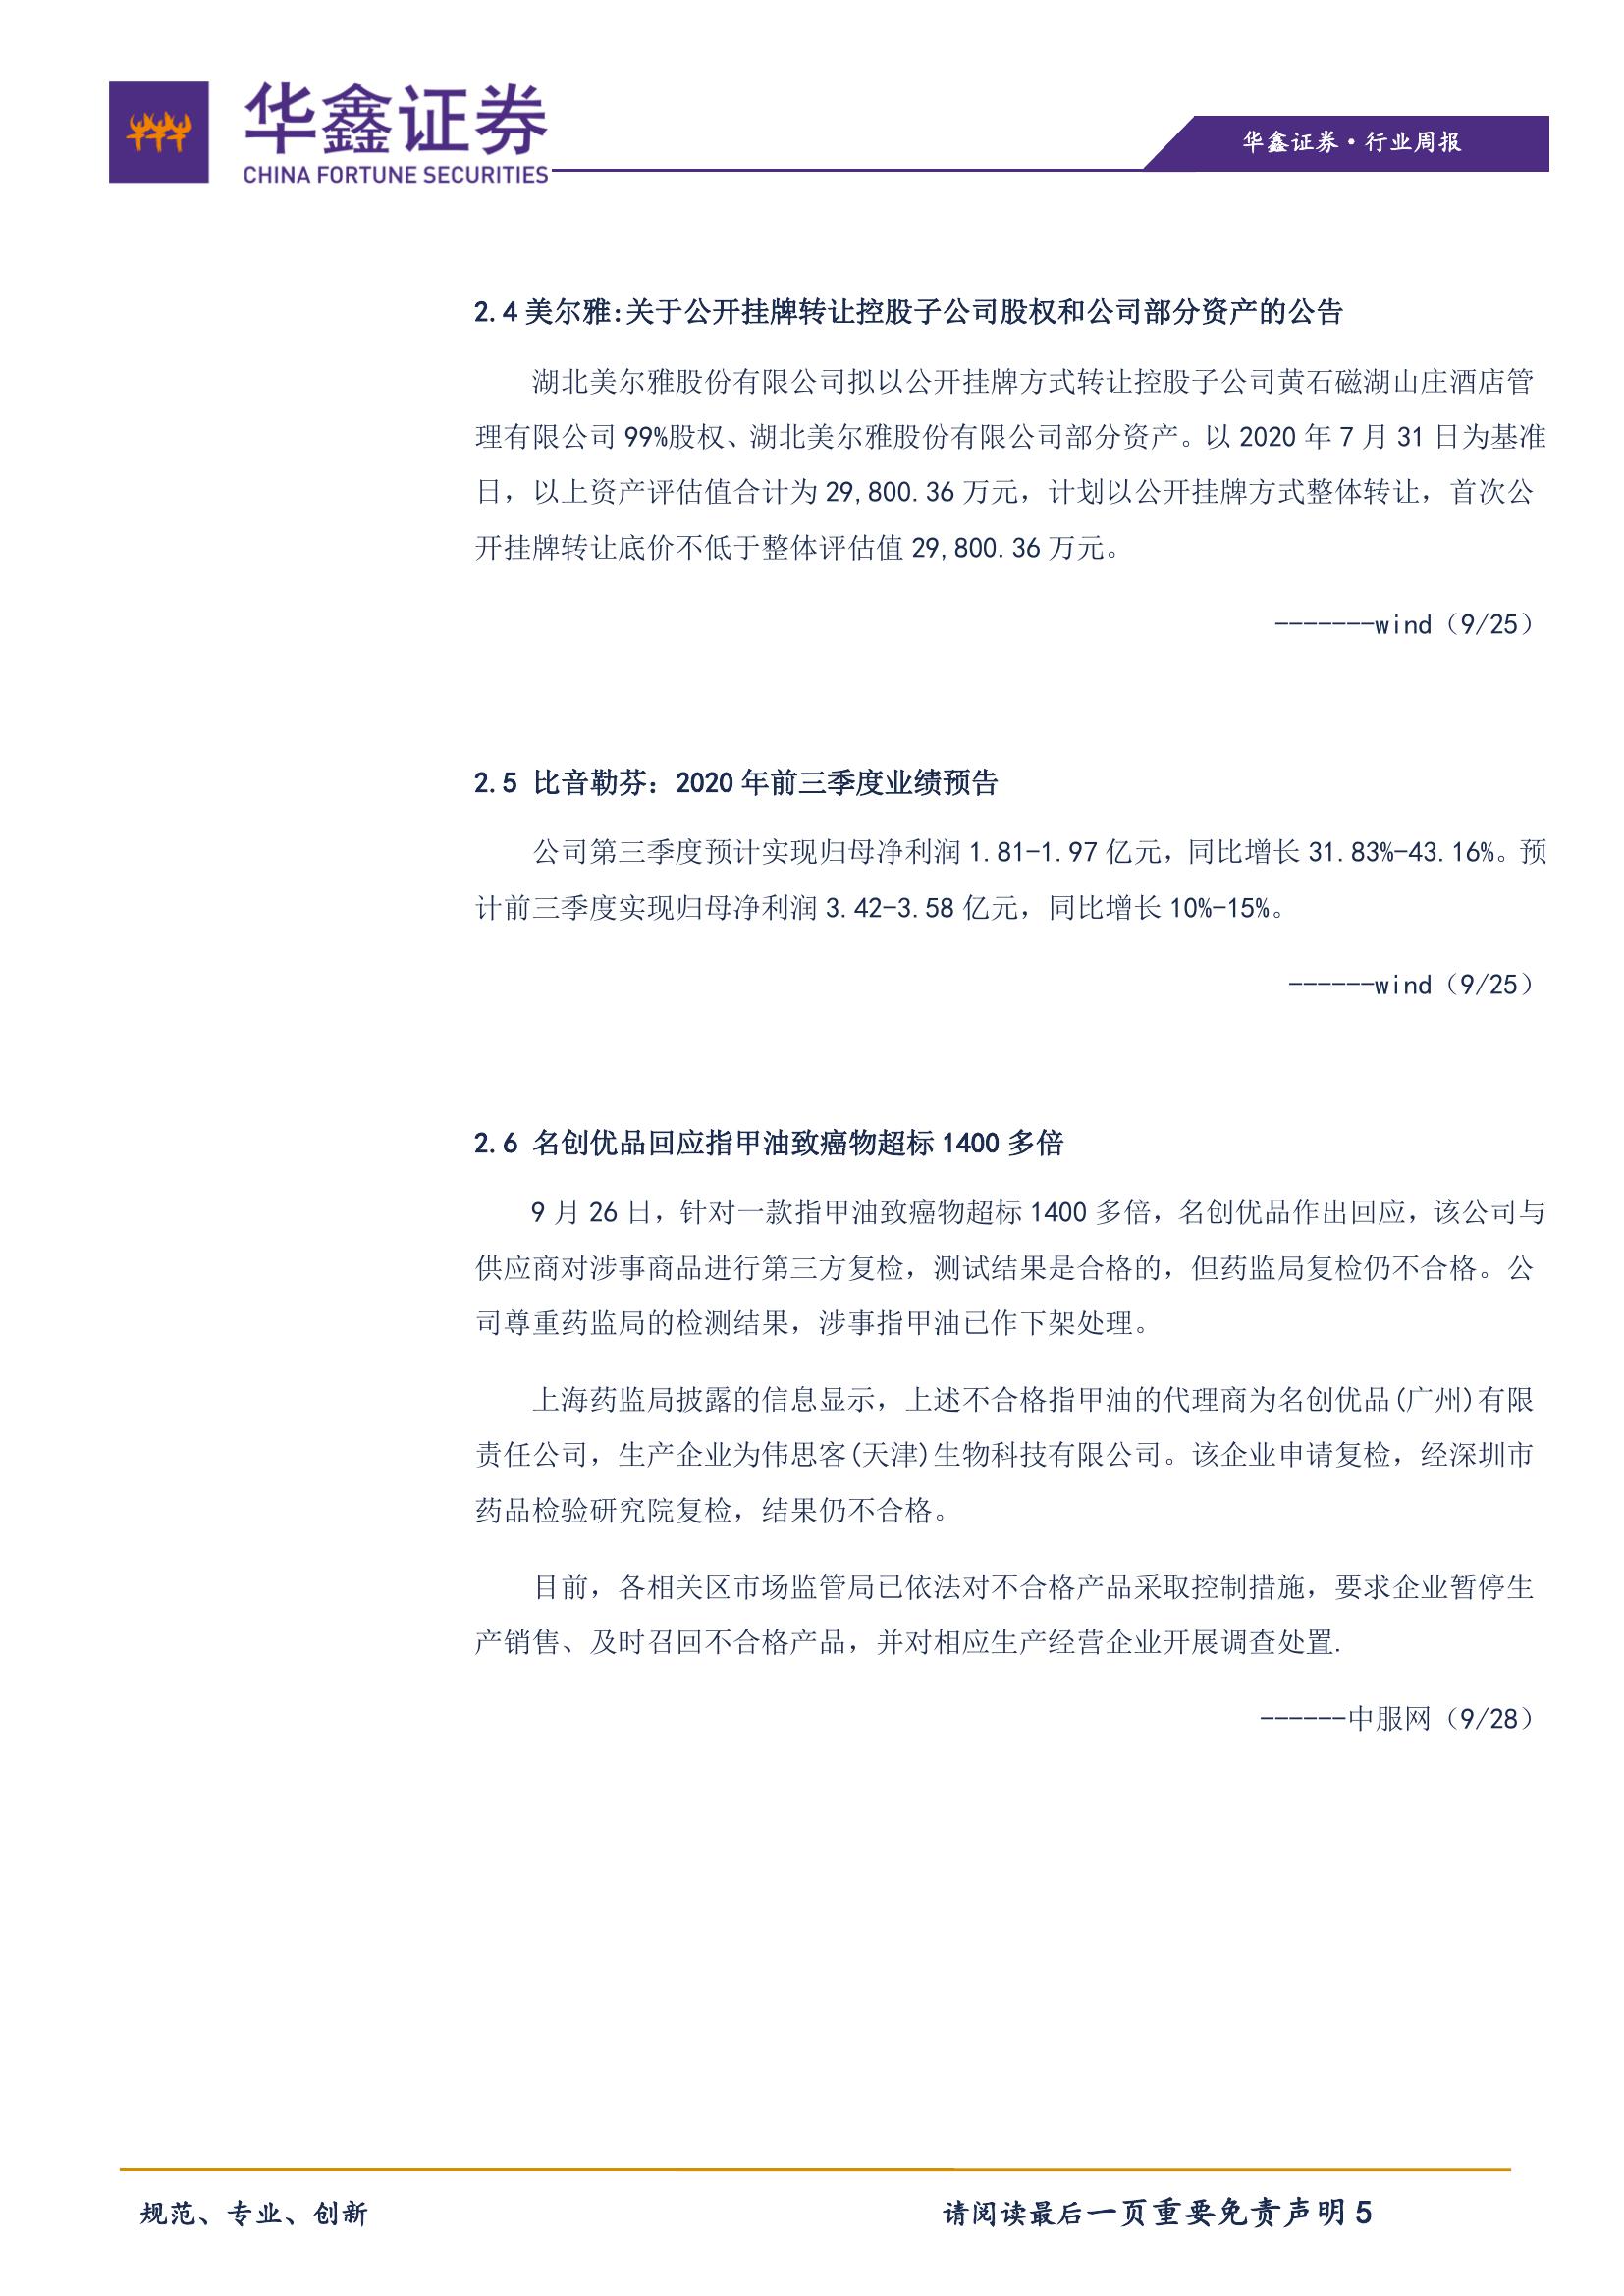 华鑫证券
CHINA FORTUNE SECURITIES
华鑫证券·行业周报
2.4 美尔雅:关于公开挂牌转让控股子公司股权和公司部分资产的公告
湖北美尔雅股份有限公司拟以公开挂牌方式转让控股子公司黄石磁湖山庄酒店管
理有限公司 99%股权、湖北美尔雅股份有限公司部分资产。以 2020 年 7 月 31 日为基准
日，以上资产评估值合计为 29,800.36 万元，计划以公开挂牌方式整体转让，首次公
开挂牌转让底价不低于整体评估值 29,800.36 万元。
-------wind（9/25）
2.5 比音勒芬：2020 年前三季度业绩预告
公司第三季度预计实现归母净利润 1.81-1.97 亿元，同比增长 31.83%-43.16%。预
计前三季度实现归母净利润 3.42-3.58 亿元，同比增长 10%-15%。
------wind（9/25）
2.6 名创优品回应指甲油致癌物超标 1400 多倍
9 月 26 日，针对一款指甲油致癌物超标 1400 多倍，名创优品作出回应，该公司与
供应商对涉事商品进行第三方复检，测试结果是合格的，但药监局复检仍不合格。公
司尊重药监局的检测结果，涉事指甲油已作下架处理。
上海药监局披露的信息显示，上述不合格指甲油的代理商为名创优品(广州)有限
责任公司，生产企业为伟思客(天津)生物科技有限公司。该企业申请复检，经深圳市
药品检验研究院复检，结果仍不合格。
目前，各相关区市场监管局已依法对不合格产品采取控制措施，要求企业暂停生
产销售、及时召回不合格产品，并对相应生产经营企业开展调查处置.
------中服网（9/28）
规范、专业、创新
请阅读最后一页重要免责声明 5